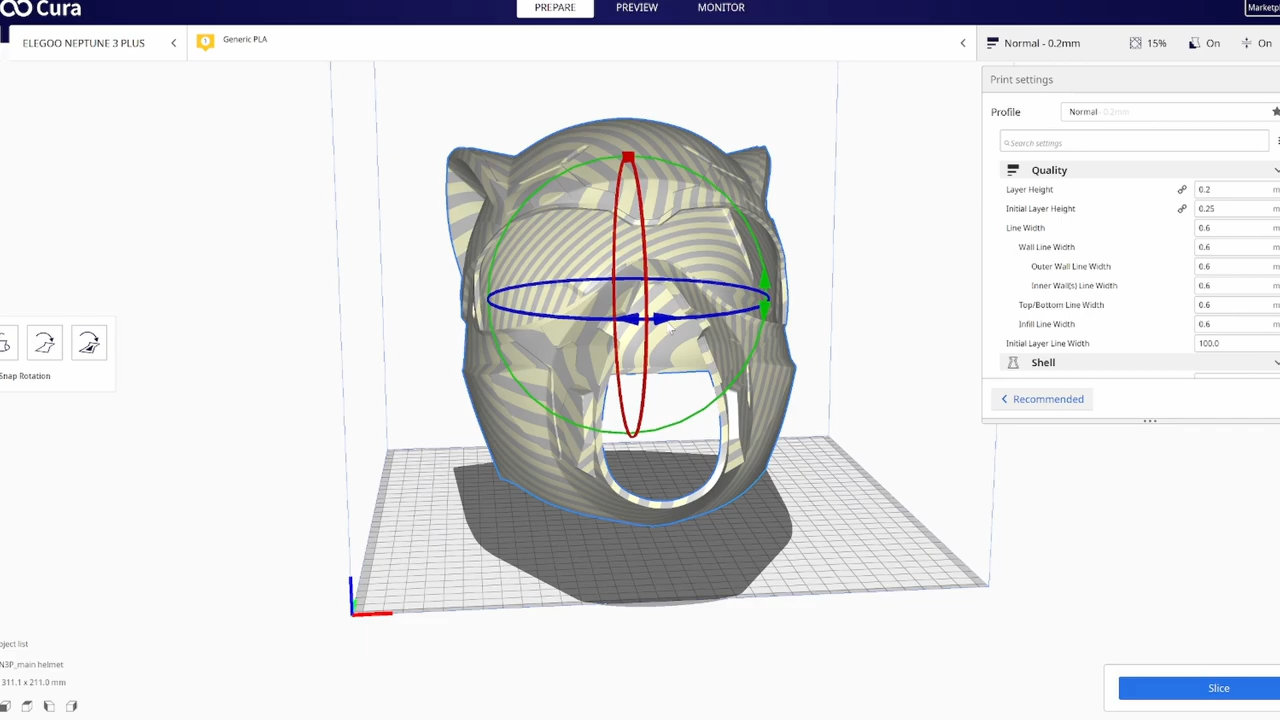 Cura
PREPARE
PREVIEW
MONITOR
ELEGOO NEPTUNE 3 PLUS
1
Generic PLA
Normal - 0.2mm
15%
On
On
Print settings
Profile
Normal - 0.2mm
Search settings
Quality
Layer Height
0.2
Initial Layer Height
0.25
Line Width
0.6
Wall Line Width
0.6
Outer Wall Line Width
0.6
Inner Wall(s) Line Width
0.6
Top/Bottom Line Width
0.6
Infill Line Width
0.6
Initial Layer Line Width
100.0
Shell
Recommended
Snap Rotation
N3P_main helmet
311.1 x 211.0 mm
Slice